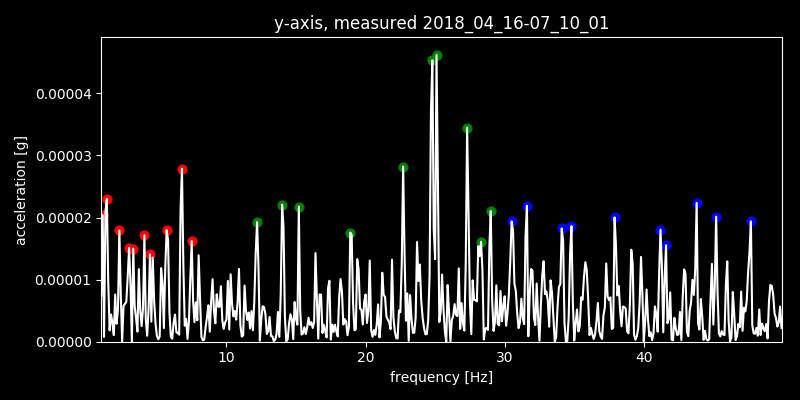 y-axis, measured 2018_04_16-07_10_01
0.00004
0.00003
0.00002
0.00001
0.00000
acceleration [g]
10 20 30 40
frequency [Hz]